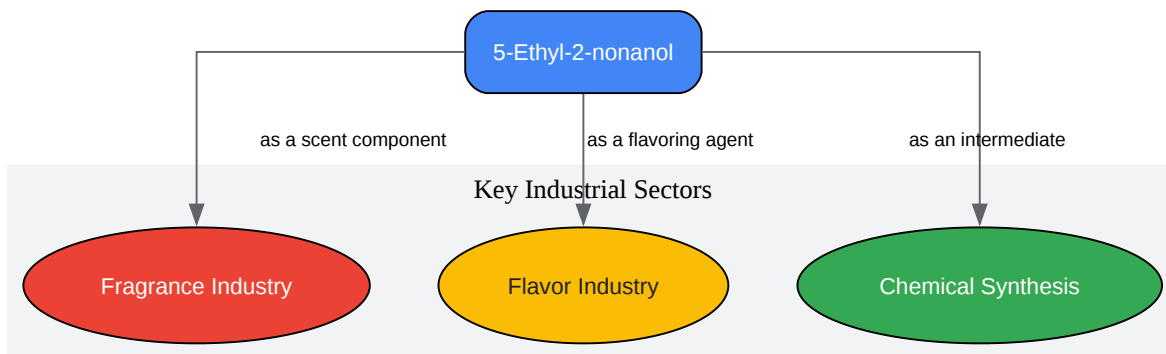 5-Ethyl-2-nonanol
as a scent component
as a flavoring agent
as an intermediate
Key Industrial Sectors
Fragrance Industry
Flavor Industry
Chemical Synthesis